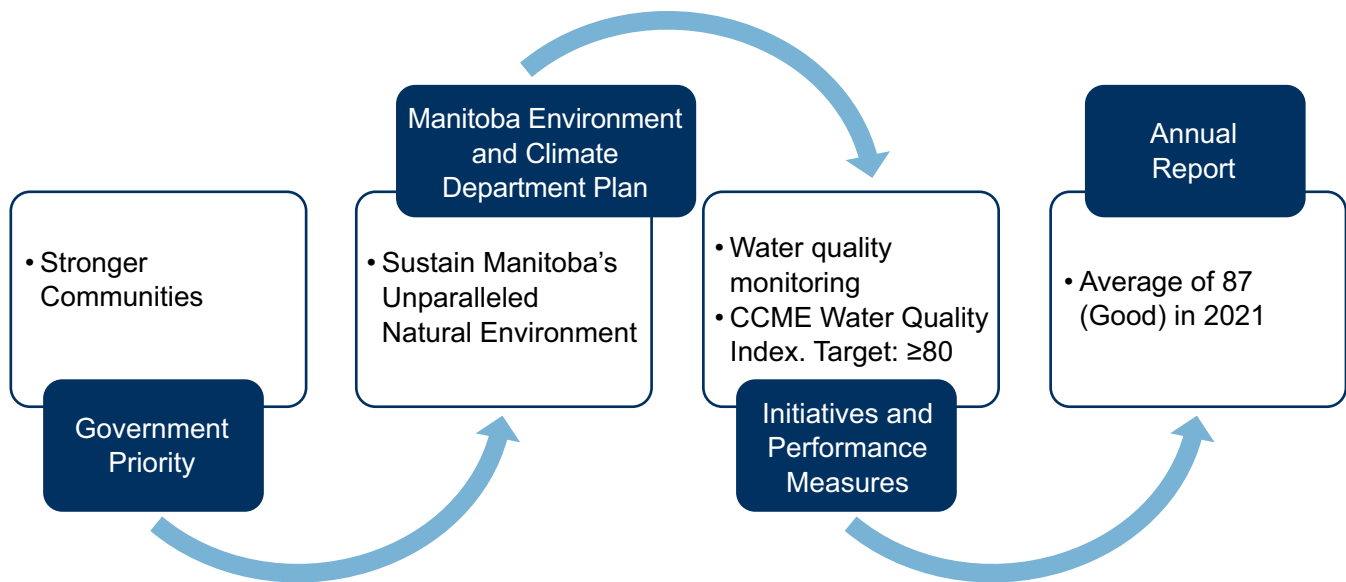 • Stronger
Communities
Government
Priority
Manitoba Environment
and Climate
Department Plan
• Sustain Manitoba’s
Unparalleled
Natural Environment
• Water quality
monitoring
• CCME Water Quality
Index. Target: ≥80
Initiatives and
Performance
Measures
Annual
Report
• Average of 87
(Good) in 2021